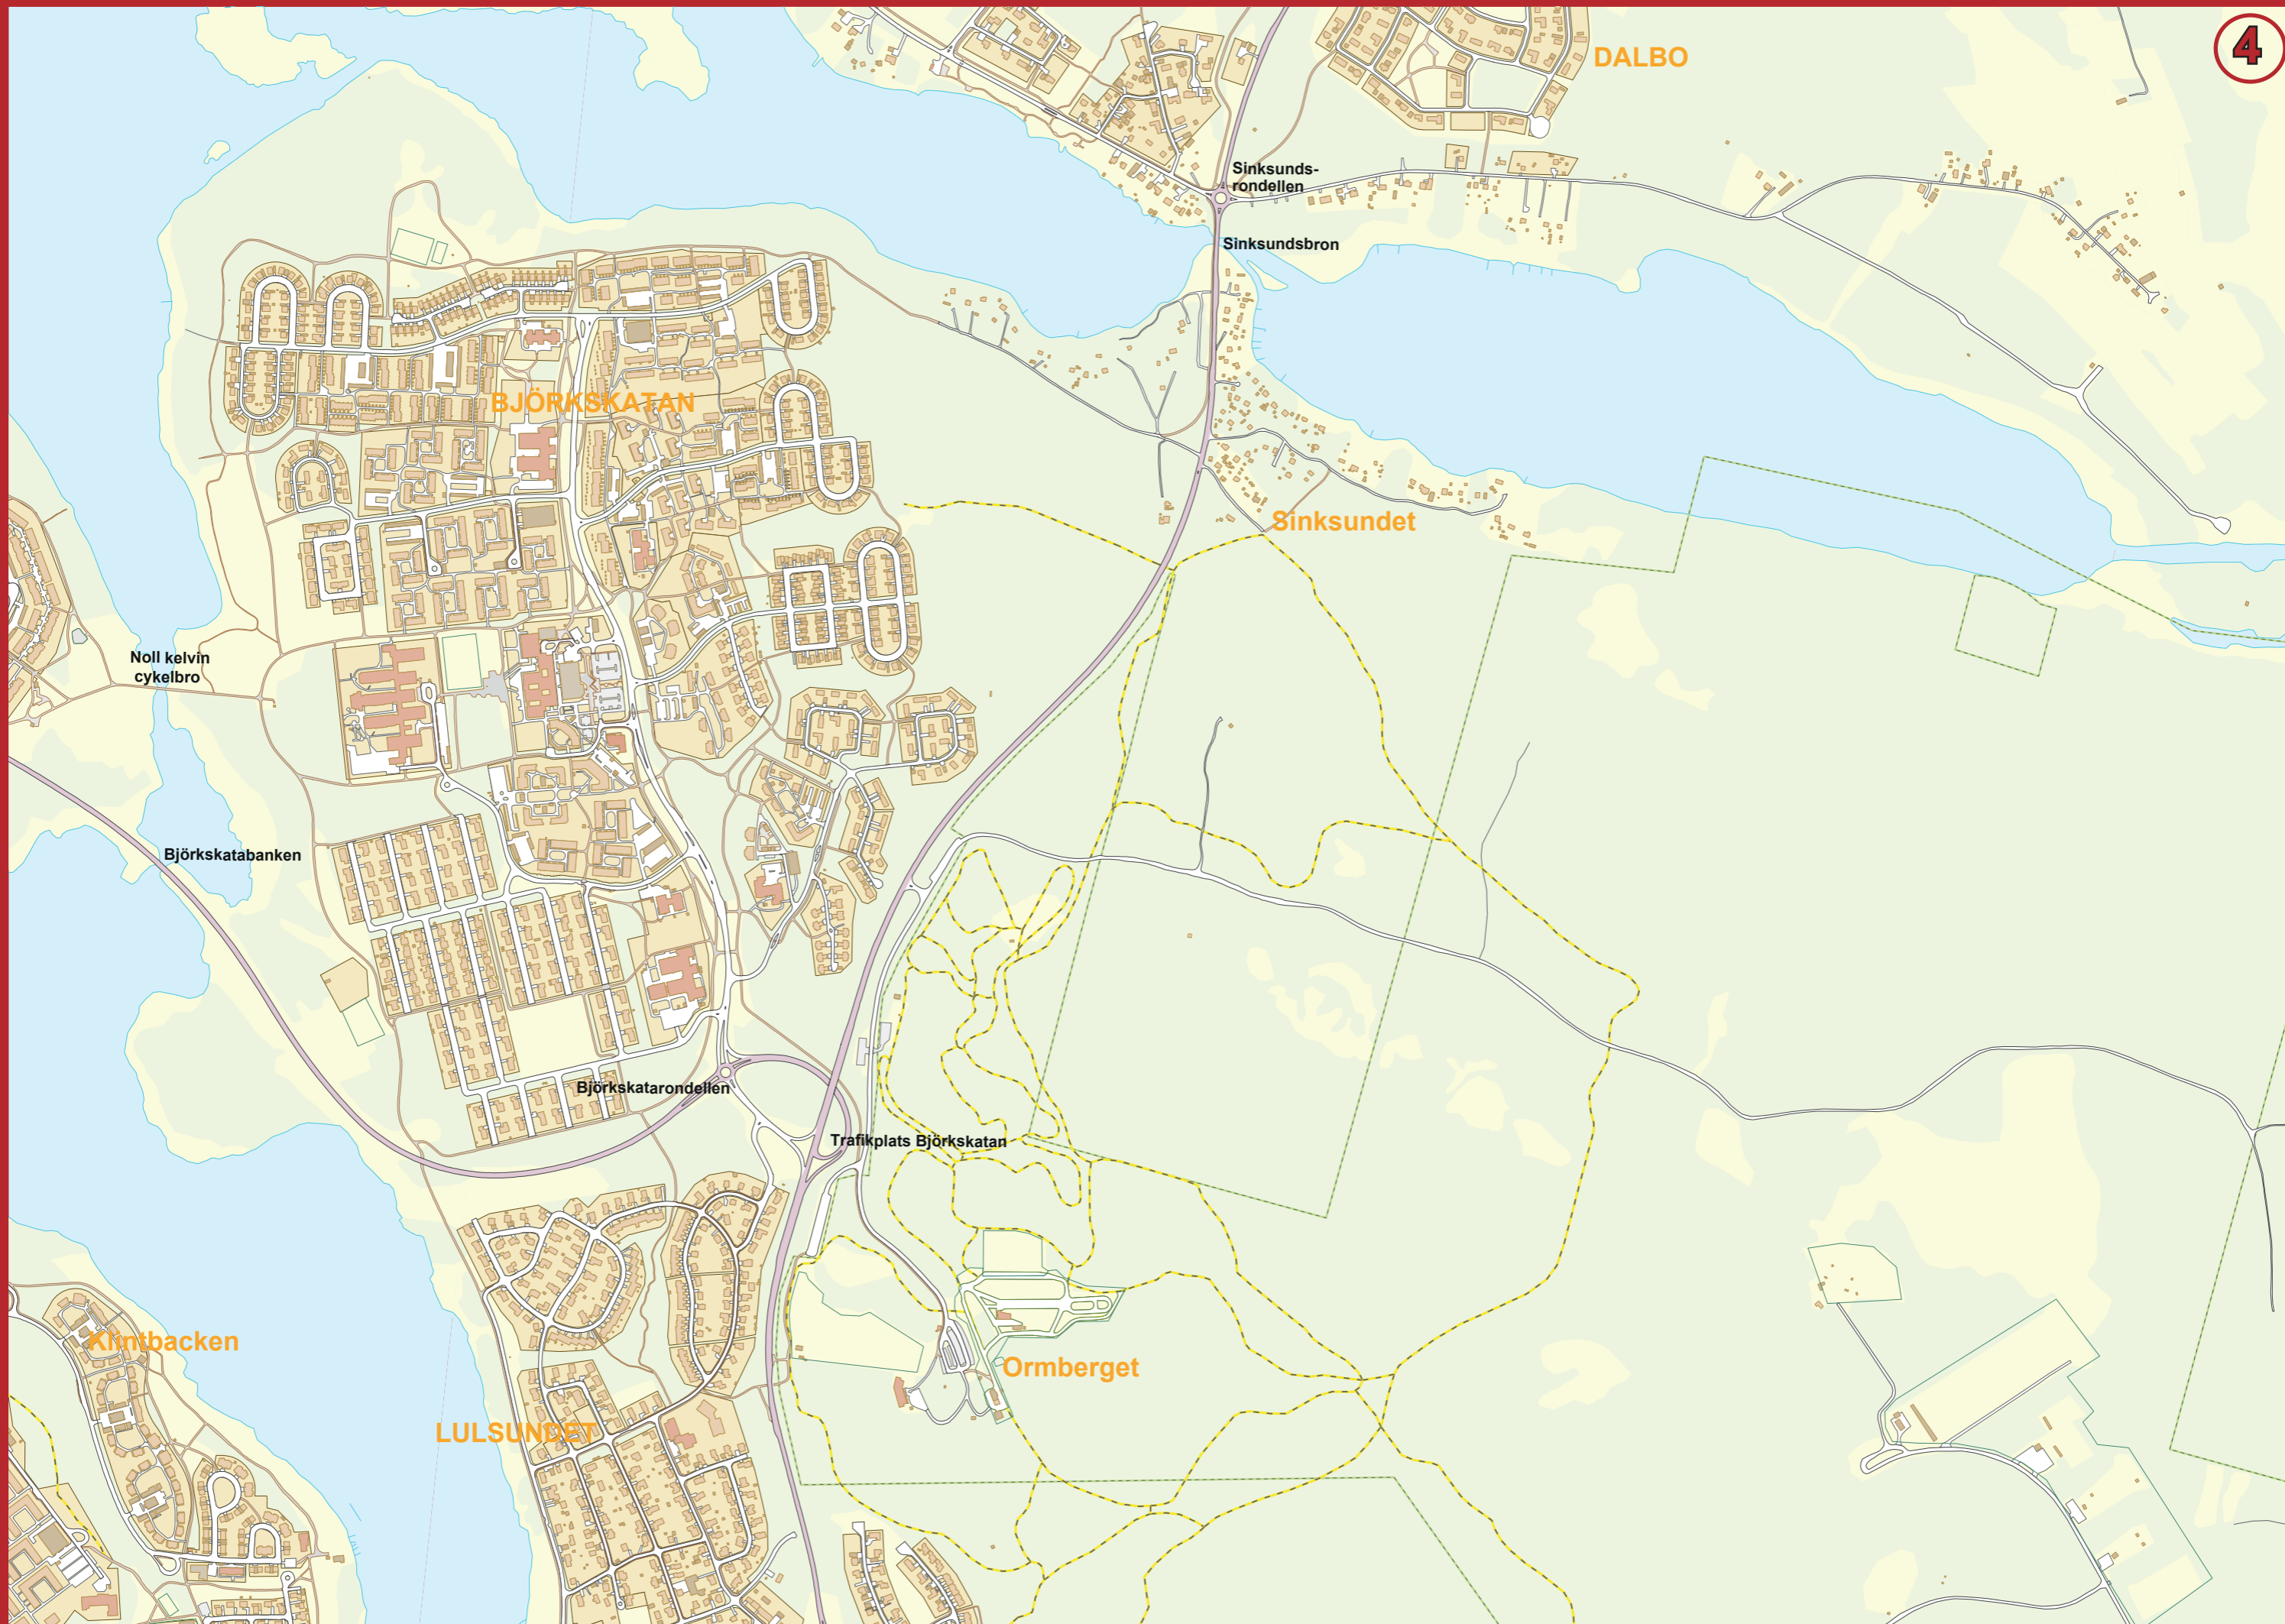 4
DALBO
Sinksunds-
rondellen
Sinksundsbron
BJÖRKSKATAN
Sinksundet
Noll kelvin
cykelbro
Björkskatabanken
Björkskatarondellen
Trafikplats Björkskatan
Klintbacken
Ormberget
LULSUNDET